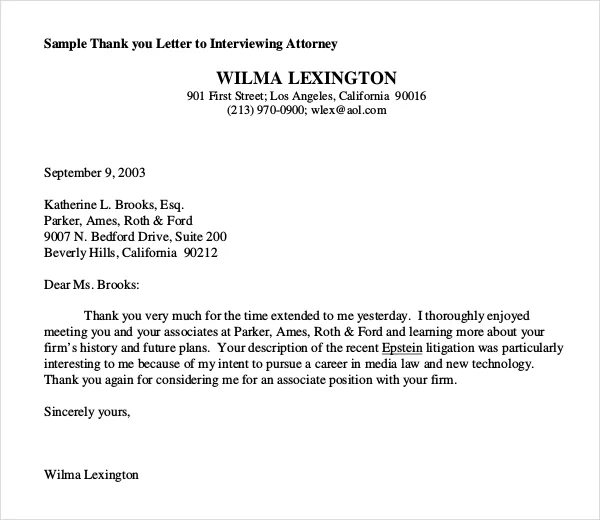 Sample Thank you Letter to Interviewing Attorney
WILMA LEXINGTON
901 First Street; Los Angeles, California  90016
(213) 970-0900; wlex@aol.com
September 9, 2003
Katherine L. Brooks, Esq.
Parker, Ames, Roth & Ford
9007 N. Bedford Drive, Suite 200
Beverly Hills, California  90212
Dear Ms. Brooks:
Thank you very much for the time extended to me yesterday.  I thoroughly enjoyed
meeting you and your associates at Parker, Ames, Roth & Ford and learning more about your
firm's history and future plans.  Your description of the recent Epstein litigation was particularly
interesting to me because of my intent to pursue a career in media law and new technology.
Thank you again for considering me for an associate position with your firm.
Sincerely yours,
Wilma Lexington